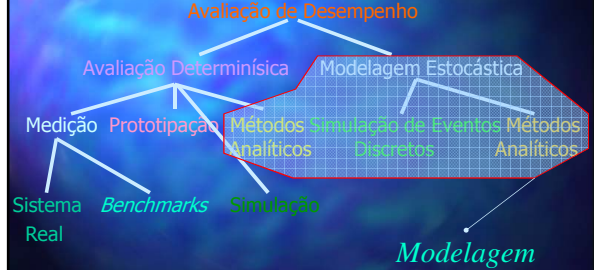 Avaliação de Desempenho
Avaliação Determinísica
Modelagem Estocástica
Medição
Prototipação
Métodos
Analíticos
Simulação de Eventos
Discretos
Métodos
Analíticos
Sistema
Real
Benchmarks
Simulação
Modelagem